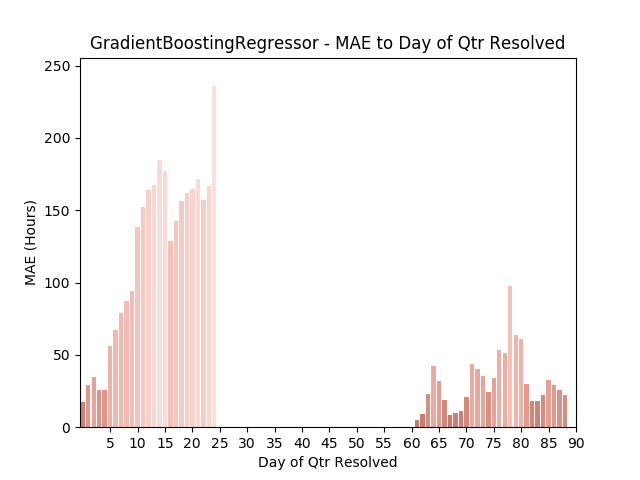 GradientBoostingRegressor - MAE to Day of Qtr Resolved
250
200
150
100
50
0
MAE (Hours)
5 10 15 20 25 30 35 40 45 50 55 60 65 70 75 80 85 90
Day of Qtr Resolved